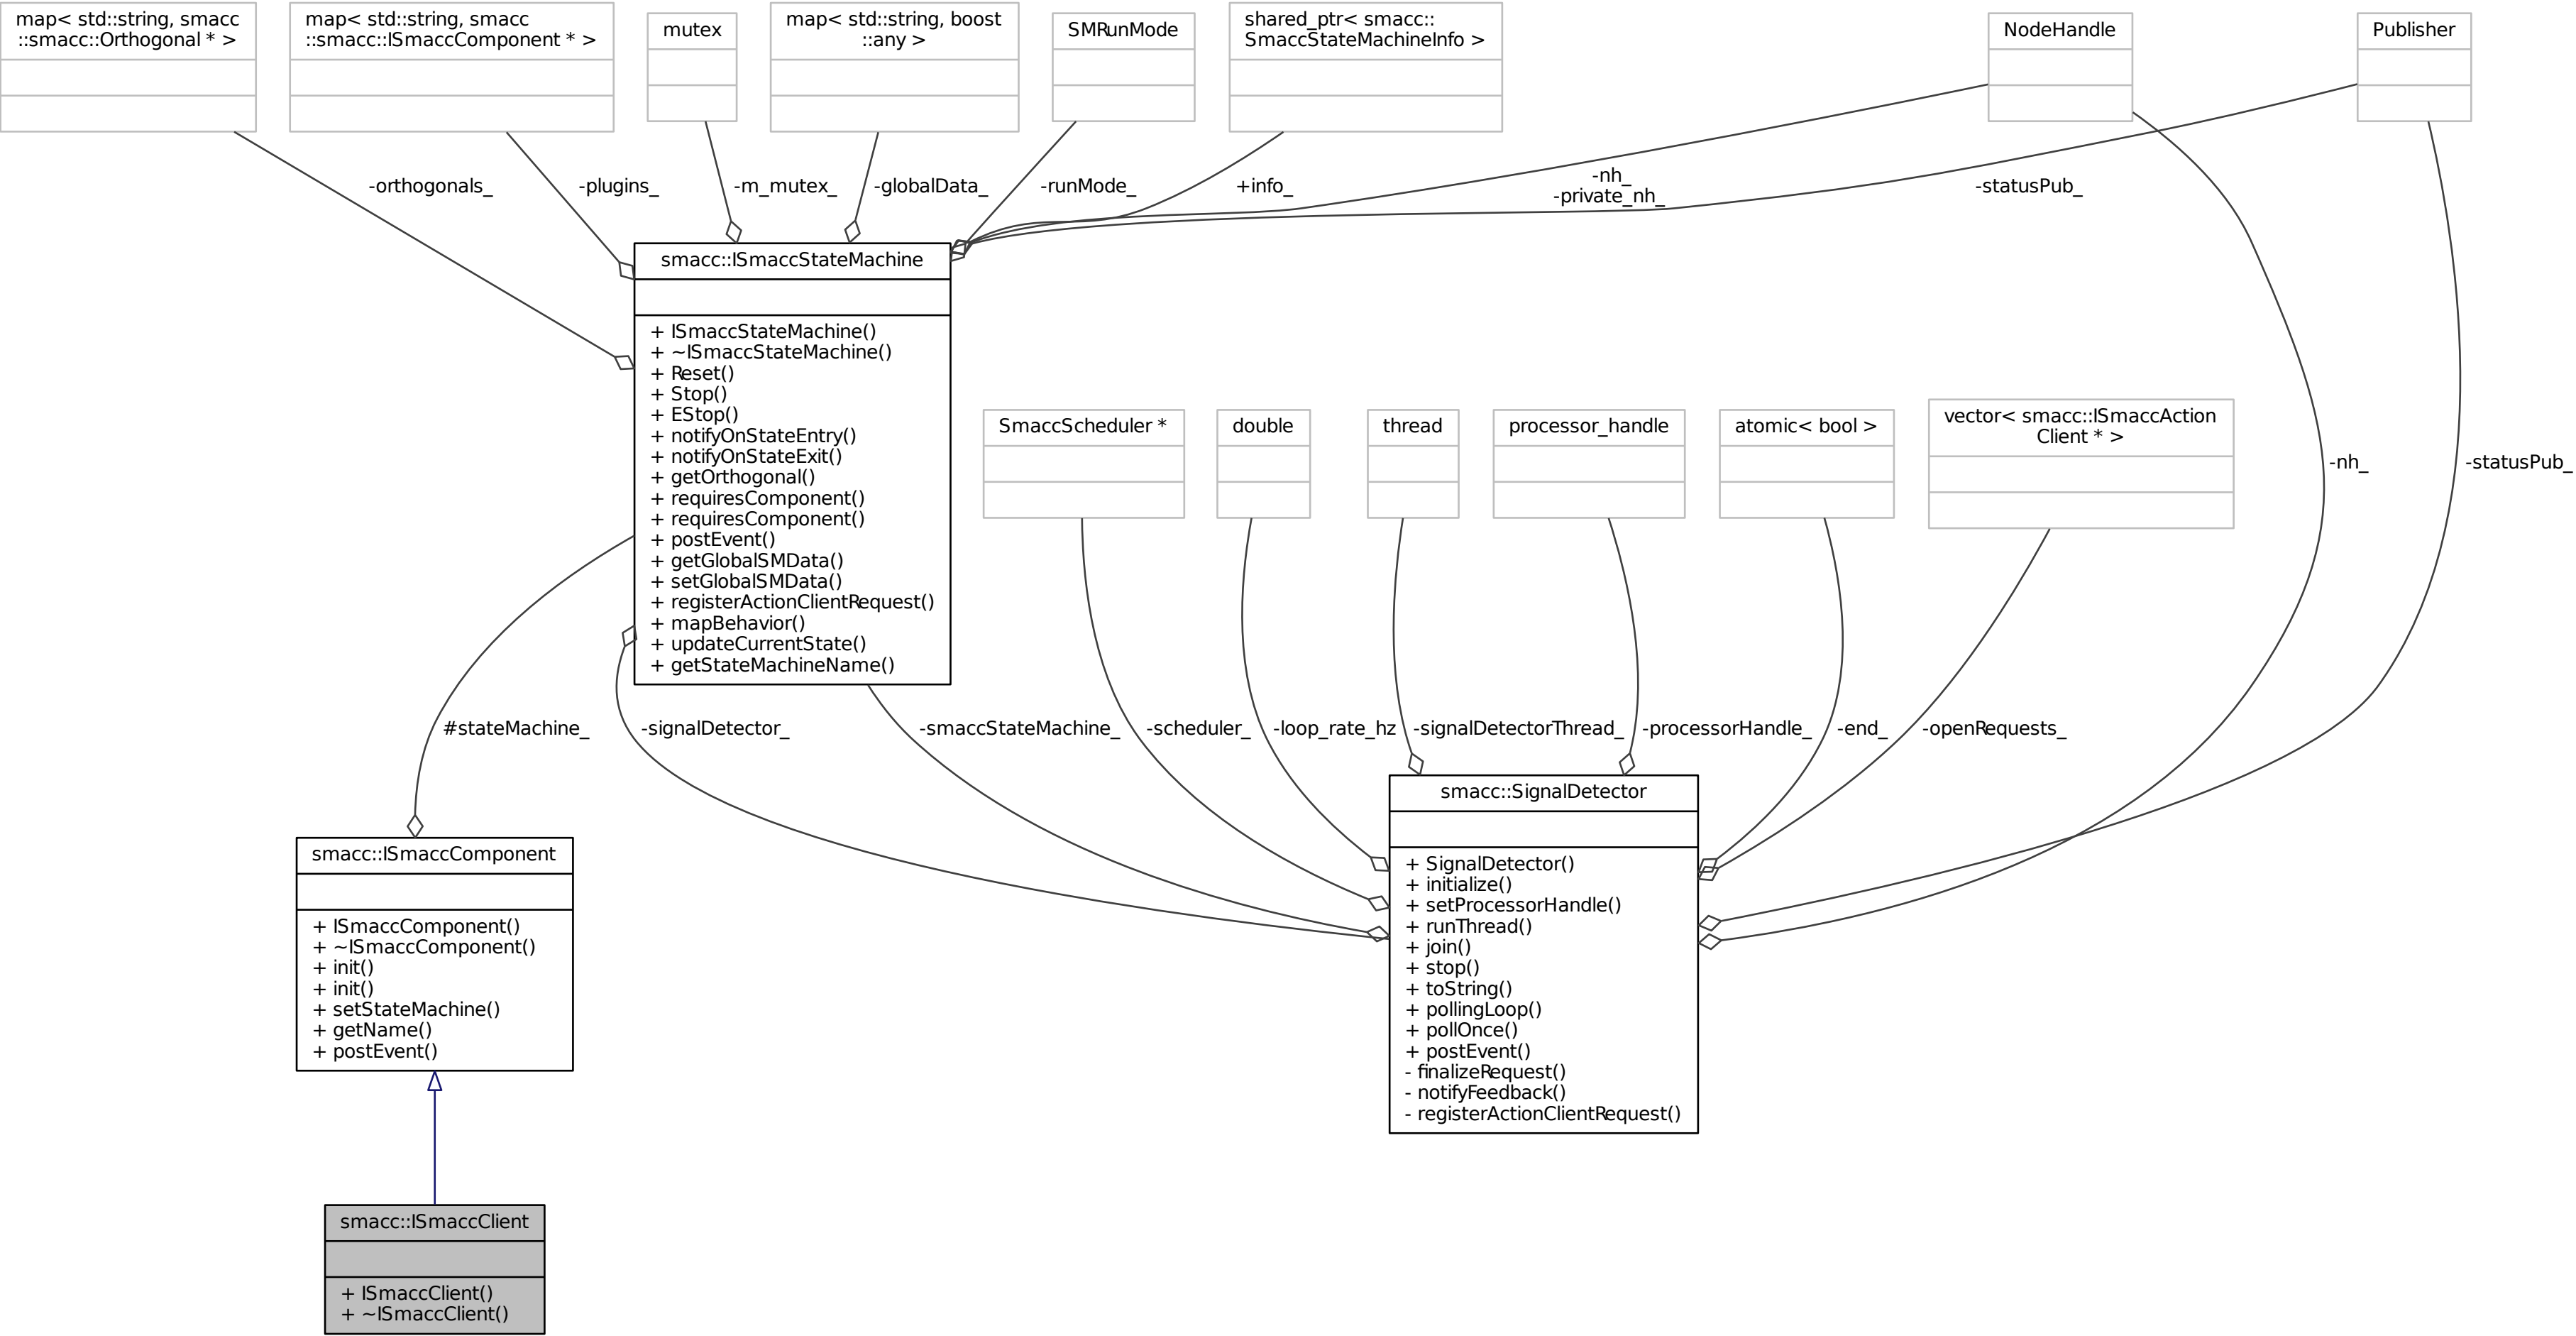 map< std::string, smacc
::smacc::Orthogonal * >
map< std::string, smacc
::smacc::ISmaccComponent * >
mutex
map< std::string, boost
::any >
SMRunMode
shared_ptr< smacc::
SmaccStateMachineInfo >
NodeHandle
Publisher
-orthogonals_
-plugins_
-m_mutex_
-globalData_
-runMode_
+info_
-nh_
-private_nh_
-statusPub_
smacc::ISmaccStateMachine
+ ISmaccStateMachine()
+ ~ISmaccStateMachine()
+ Reset()
+ Stop()
+ EStop()
+ notifyOnStateEntry()
+ notifyOnStateExit()
+ getOrthogonal()
+ requiresComponent()
+ requiresComponent()
+ postEvent()
+ getGlobalSMData()
+ setGlobalSMData()
+ registerActionClientRequest()
+ mapBehavior()
+ updateCurrentState()
+ getStateMachineName()
SmaccScheduler *
double
thread
processor_handle
atomic< bool >
vector< smacc::ISmaccAction
Client * >
-nh_
-statusPub_
#stateMachine_
-signalDetector_
-smaccStateMachine_
-scheduler_
-loop_rate_hz
-signalDetectorThread_
-processorHandle_
-end_
-openRequests_
smacc::ISmaccComponent
+ ISmaccComponent()
+ ~ISmaccComponent()
+ init()
+ init()
+ setStateMachine()
+ getName()
+ postEvent()
smacc::SignalDetector
+ SignalDetector()
+ initialize()
+ setProcessorHandle()
+ runThread()
+ join()
+ stop()
+ toString()
+ pollingLoop()
+ pollOnce()
+ postEvent()
- finalizeRequest()
- notifyFeedback()
- registerActionClientRequest()
smacc::ISmaccClient
+ ISmaccClient()
+ ~ISmaccClient()